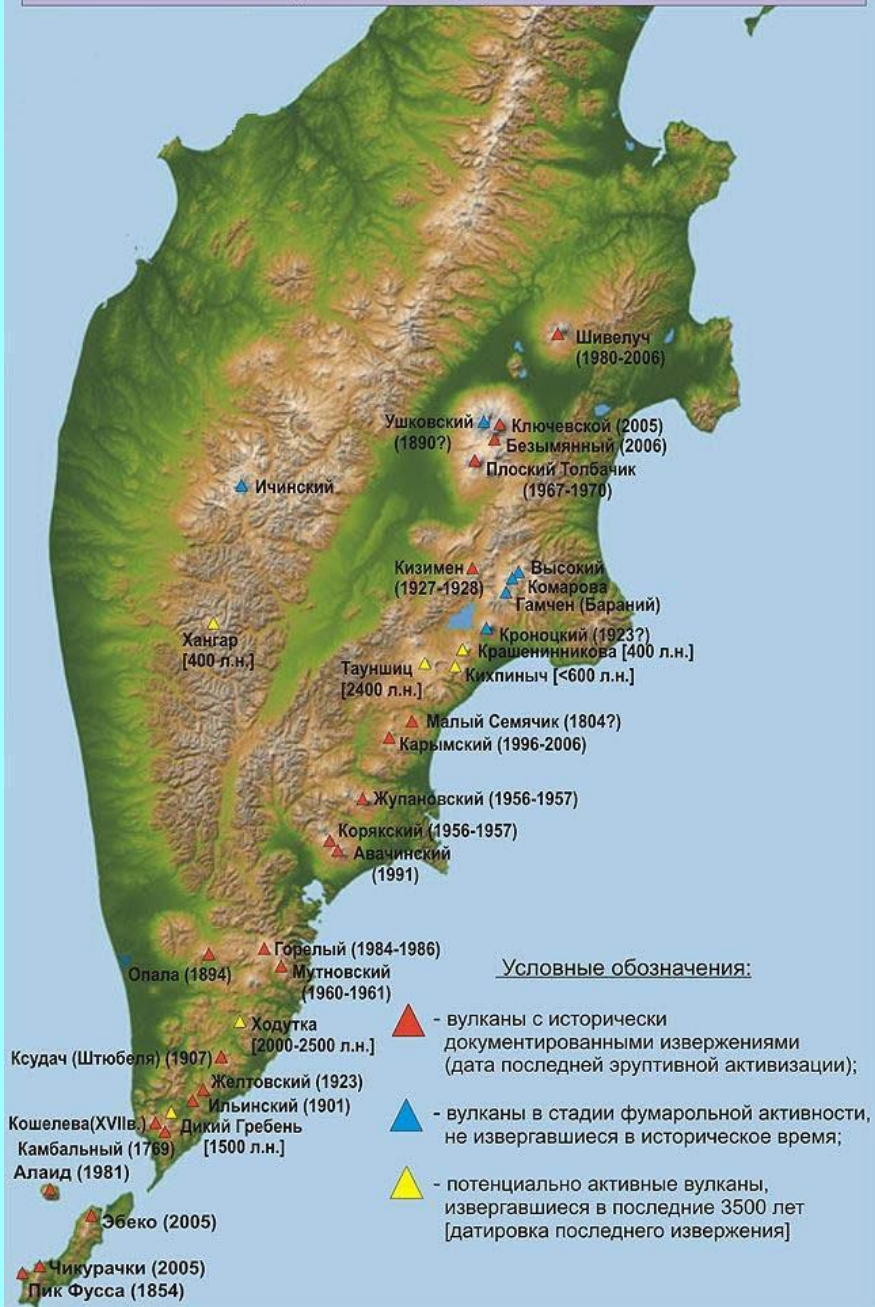 Шивелуч
(1980-2006)
Ушковский
(1890?)
Ключевской (2005)
Безымянный (2006)
Плоский Толбачик
(1967-1970)
Ичинский
Кизимен
(1927-1928)
Высокий
Комарова
Гамчен (Бараний)
Хангар
[400 л.н.]
Кроноцкий (1923?)
Крашенинникова [400 л.н.]
Тауншиц
[2400 л.н.]
Кихпиныч [<600 л.н.]
Малый Семячик (1804?)
Карымский (1996-2006)
Жупановский (1956-1957)
Корякский (1956-1957)
Авачинский
(1991)
Опала (1894)
Горелый (1984-1986)
Мутновский
(1960-1961)
Ходутка
[2000-2500 л.н.]
Ксудач (Штюбеля) (1907)
Желтовский (1923)
Ильинский (1901)
Кошелева(XVIIв.)
Дикий Гребень
[1500 л.н.]
Камбальный (1769)
Алаид (1981)
Эбеко (2005)
Чикурачки (2005)
Пик Фусса (1854)
Условные обозначения:
- вулканы с исторически
документированными извержениями
(дата последней эруптивной активизации);
- вулканы в стадии фумарольной активности,
не извергавшиеся в историческое время;
- потенциально активные вулканы,
извергавшиеся в последние 3500 лет
[датировка последнего извержения]